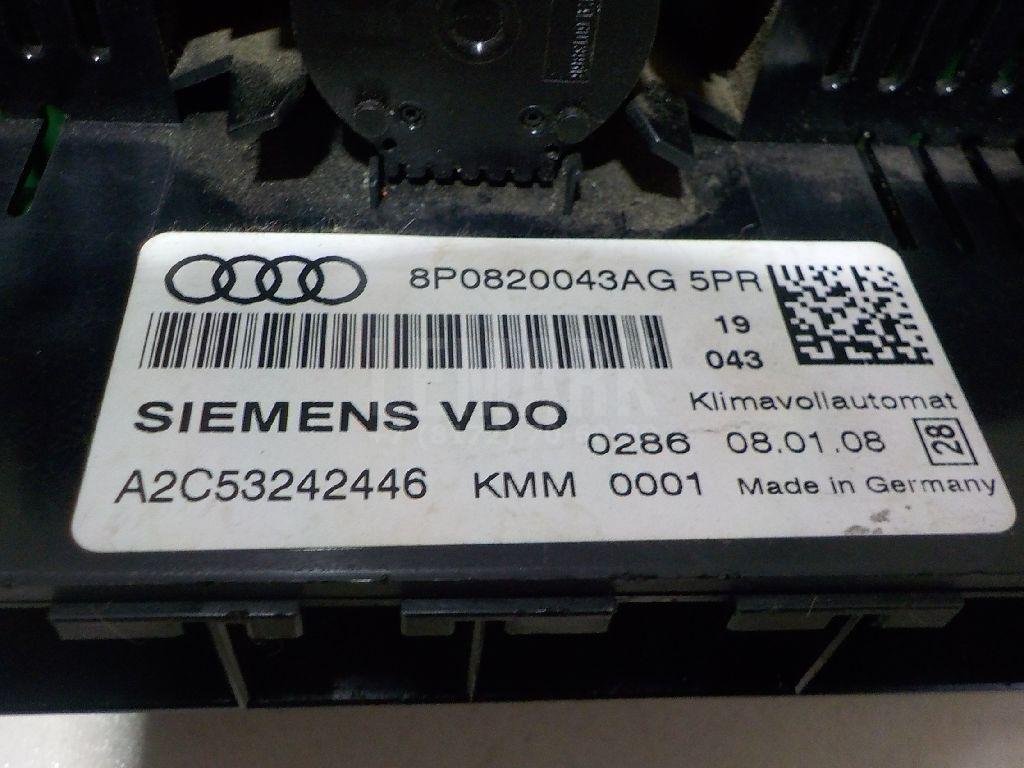 8P0820043AG 5PR
19
043
SIEMENS VDO
Klimavollautomat
0286 08.01.08 28
A2C53242446 KMM 0001 Made in Germany